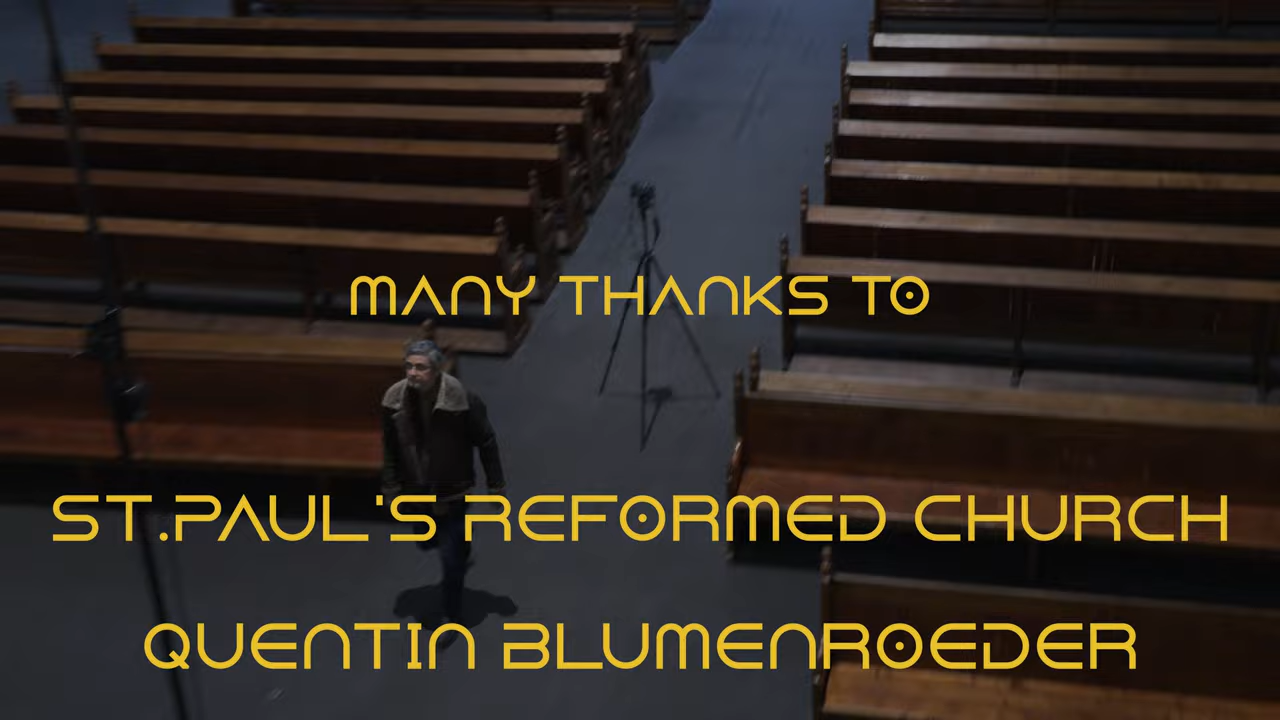 MANY THANKS TO
ST.PAUL'S REFORMED CHURCH
QUENTIN BLUMENROEDER